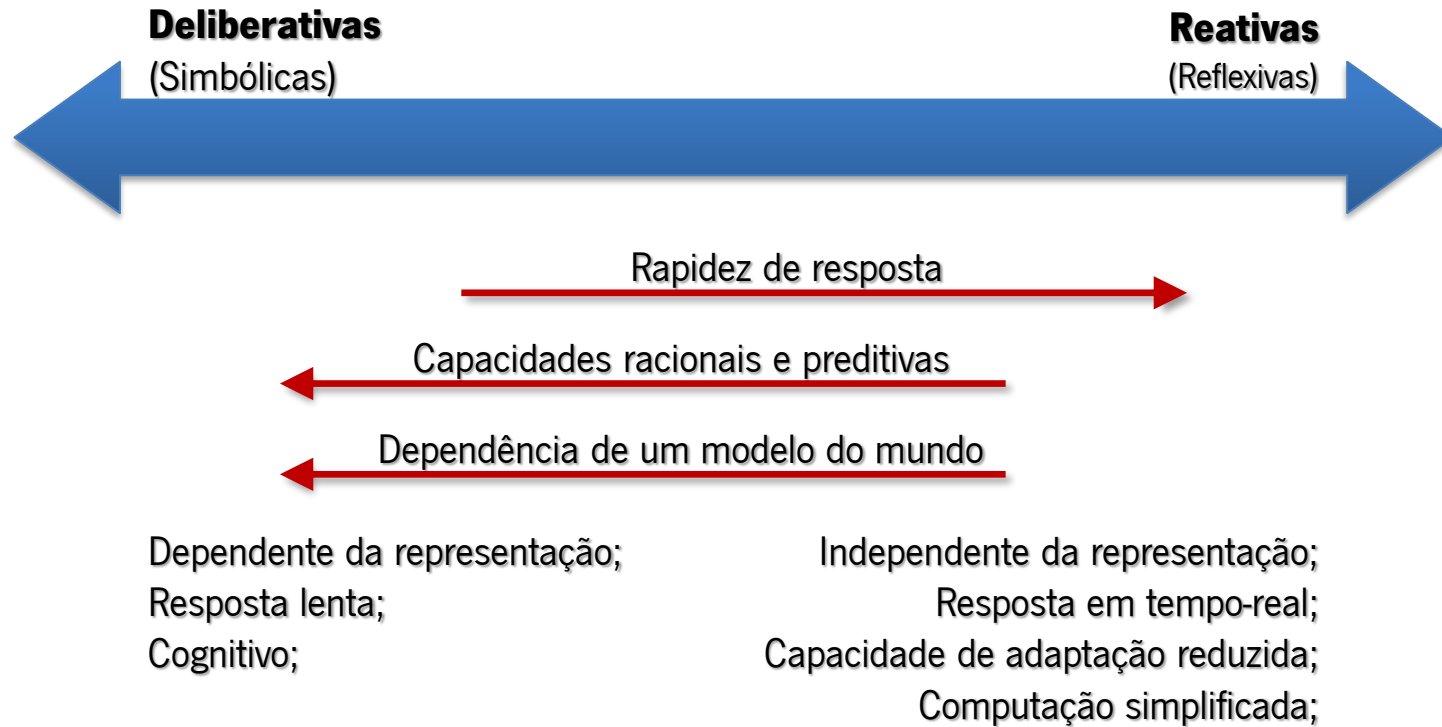 Deliberativas
(Simbólicas)
Reativas
(Reflexivas)
Rapidez de resposta
Capacidades racionais e preditivas
Dependência de um modelo do mundo
Dependente da representação;
Resposta lenta;
Cognitivo;
Independente da representação;
Resposta em tempo-real;
Capacidade de adaptação reduzida;
Computação simplificada;